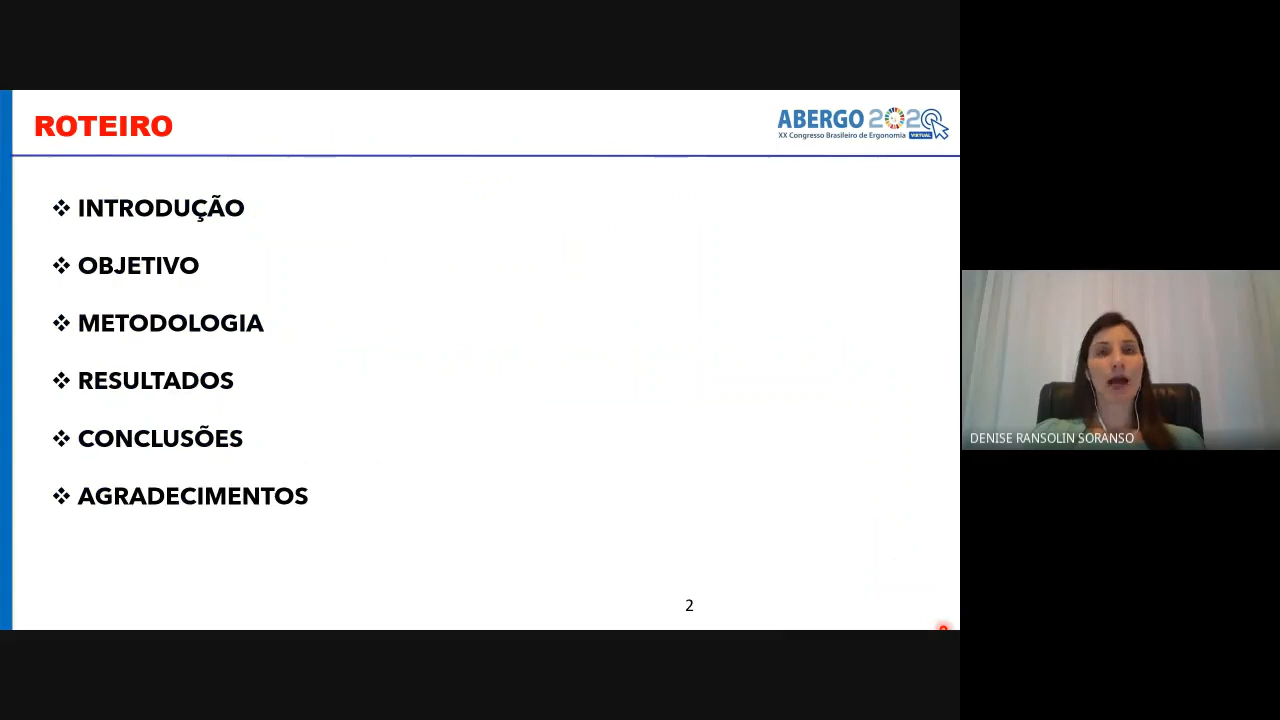 ROTEIRO
ABERGO 2020
XX Congresso Brasileiro de Ergonomia VIRTUAL
❖ INTRODUÇÃO
❖ OBJETIVO
❖ METODOLOGIA
❖ RESULTADOS
❖ CONCLUSÕES
❖ AGRADECIMENTOS
2
DENISE RANSOLIN SORANSO